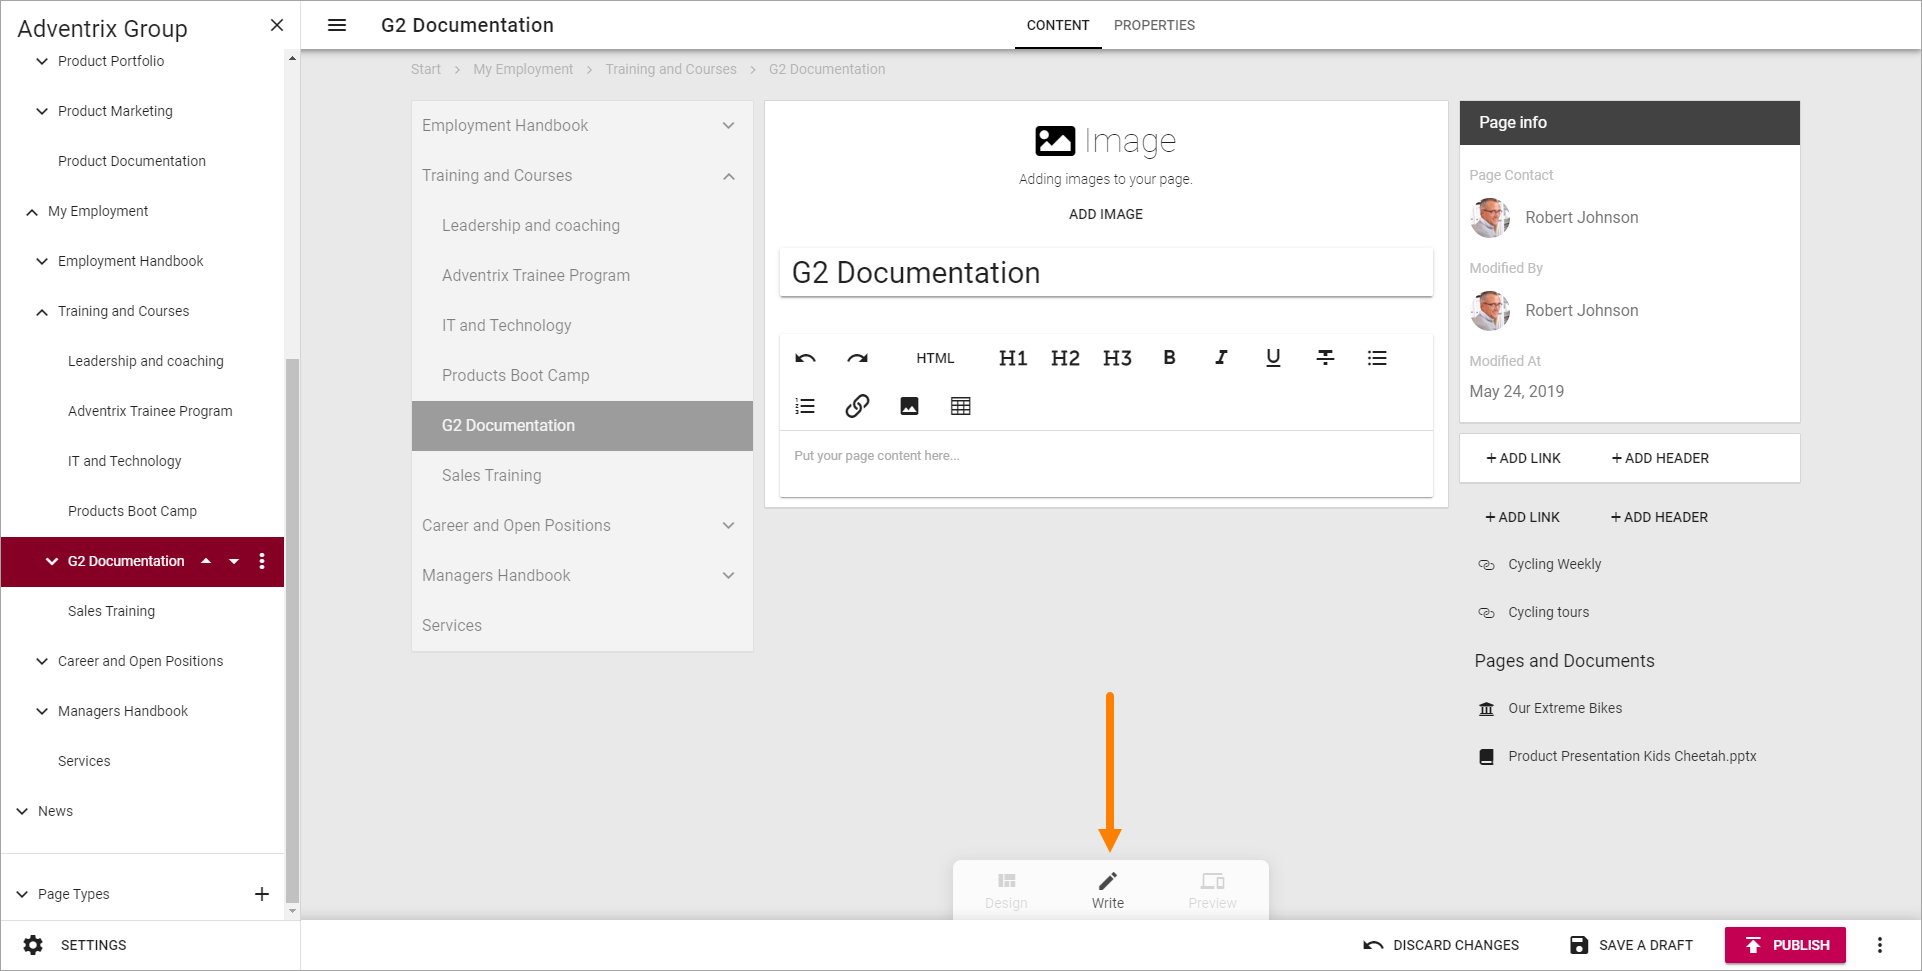 Adventrix Group
Product Portfolio
Product Marketing
Product Documentation
My Employment
Employment Handbook
Training and Courses
Leadership and coaching
Adventrix Trainee Program
IT and Technology
Products Boot Camp
G2 Documentation
Sales Training
Career and Open Positions
Managers Handbook
Services
News
Page Types
SETTINGS
G2 Documentation
CONTENT PROPERTIES
Start My Employment Training and Courses G2 Documentation
Employment Handbook
Training and Courses
Leadership and coaching
Adventrix Trainee Program
IT and Technology
Products Boot Camp
G2 Documentation
Sales Training
Career and Open Positions
Managers Handbook
Services
Image
Adding images to your page.
ADD IMAGE
G2 Documentation
HTML H1 H2 H3 B I U
Put your page content here...
Page info
Page Contact
Robert Johnson
Modified By
Robert Johnson
Modified At
May 24, 2019
+ ADD LINK + ADD HEADER
+ ADD LINK + ADD HEADER
Cycling Weekly
Cycling tours
Pages and Documents
Our Extreme Bikes
Product Presentation Kids Cheetah.pptx
Design Write Preview
DISCARD CHANGES SAVE A DRAFT PUBLISH